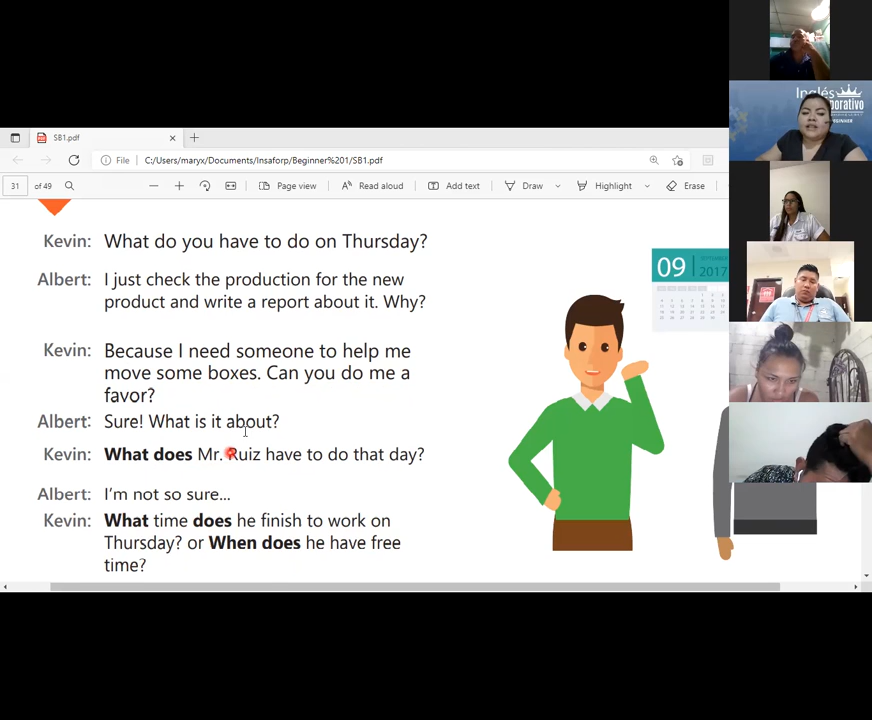 Inglés
orporativo
SB1.pdf
File
C:/Users/maryx/Documents/Insaforp/Beginner%201/SB1.pdf
31
of 49
Page view
Read aloud
Add text
Draw
Highlight
Erase
Kevin: What do you have to do on Thursday?
Albert: I just check the production for the new
product and write a report about it. Why?
Kevin: Because I need someone to help me
move some boxes. Can you do me a
favor?
Albert: Sure! What is it about?
Kevin: What does Mr. Ruiz have to do that day?
Albert: I'm not so sure...
Kevin: What time does he finish to work on
Thursday? or When does he have free
time?
09
2017